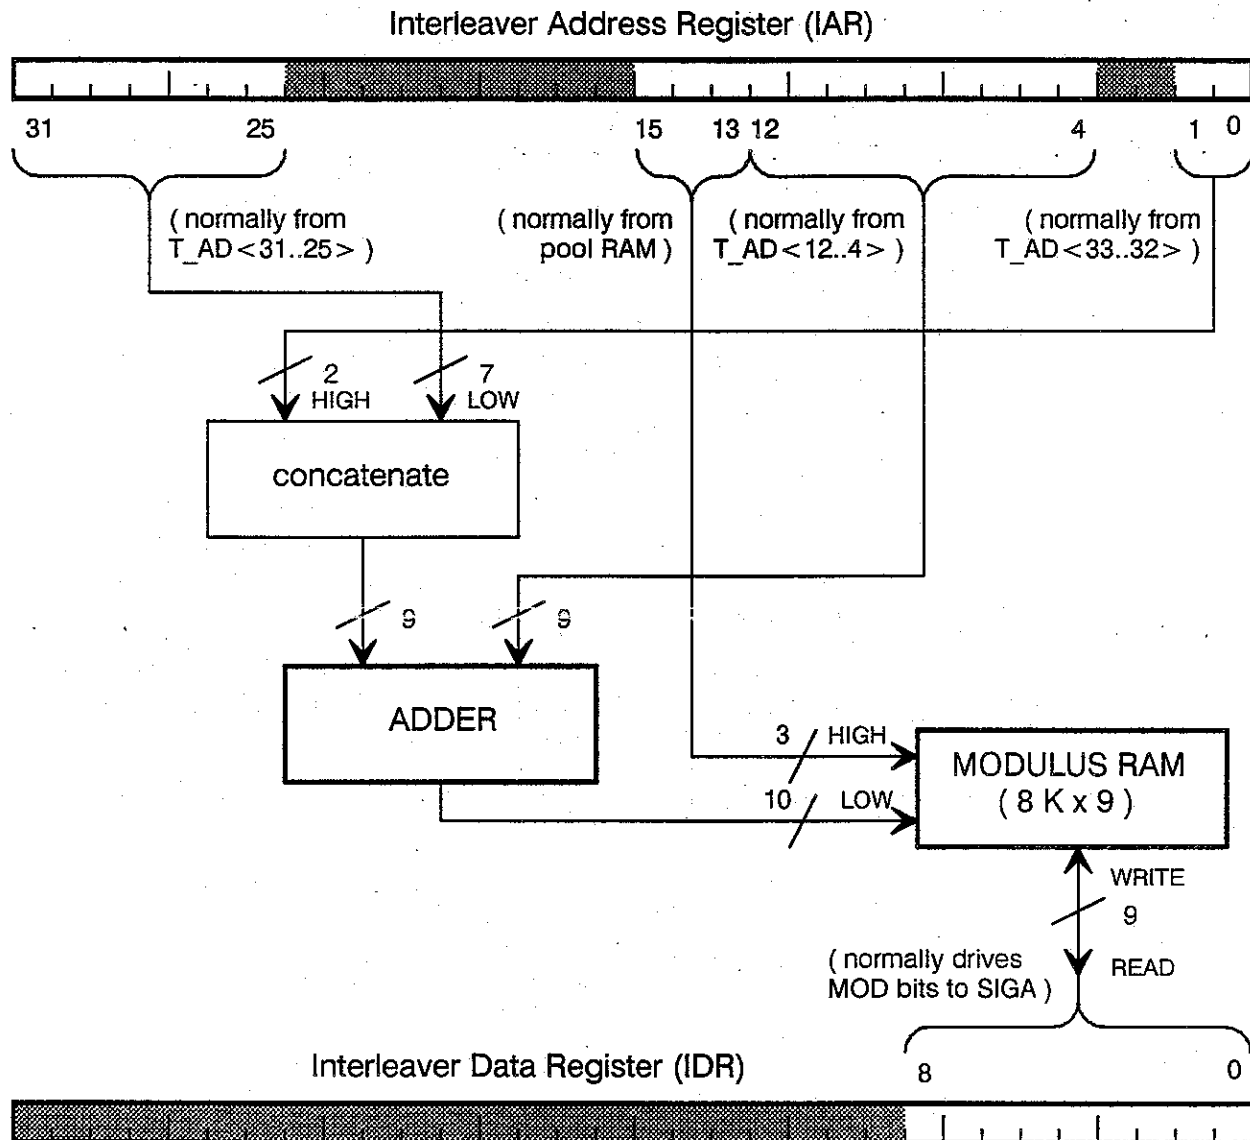 Interleaver Address Register (IAR)
31 25 15 13 12 4 1 0
( normally from
T_AD<31..25> )
( normally from
pool RAM )
( normally from
T_AD<12..4> )
( normally from
T_AD<33..32> )
2
HIGH
7
LOW
concatenate
9 9
ADDER
3 HIGH
10 LOW
MODULUS RAM
( 8 K x 9 )
WRITE
9
READ
( normally drives
MOD bits to SIGA )
Interleaver Data Register (IDR)
8 0